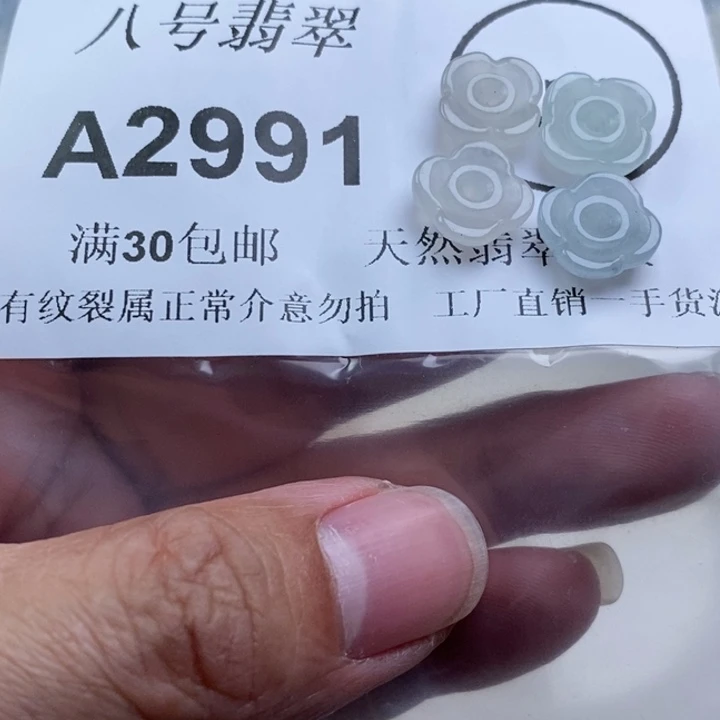 八号翡翠
A2991
满30包邮 天然翡翠
有纹裂属正常介意勿拍 工厂直销一手货源